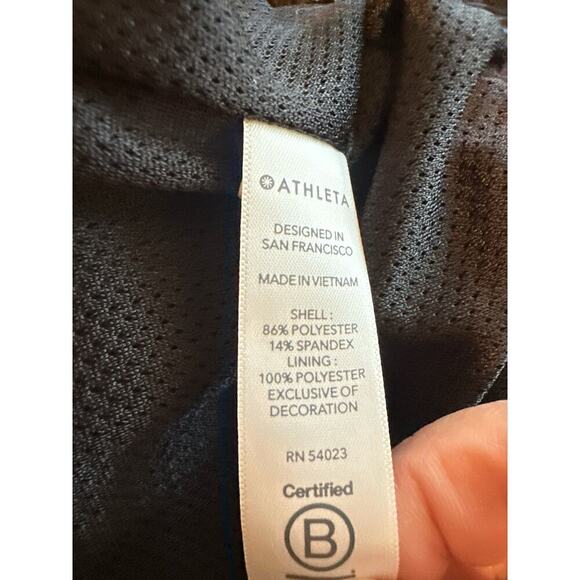 ATHLETA
DESIGNED IN
SAN FRANCISCO
MADE IN VIETNAM
SHELL :
86% POLYESTER
14% SPANDEX
LINING :
100% POLYESTER
EXCLUSIVE OF
DECORATION
RN 54023
Certified
B